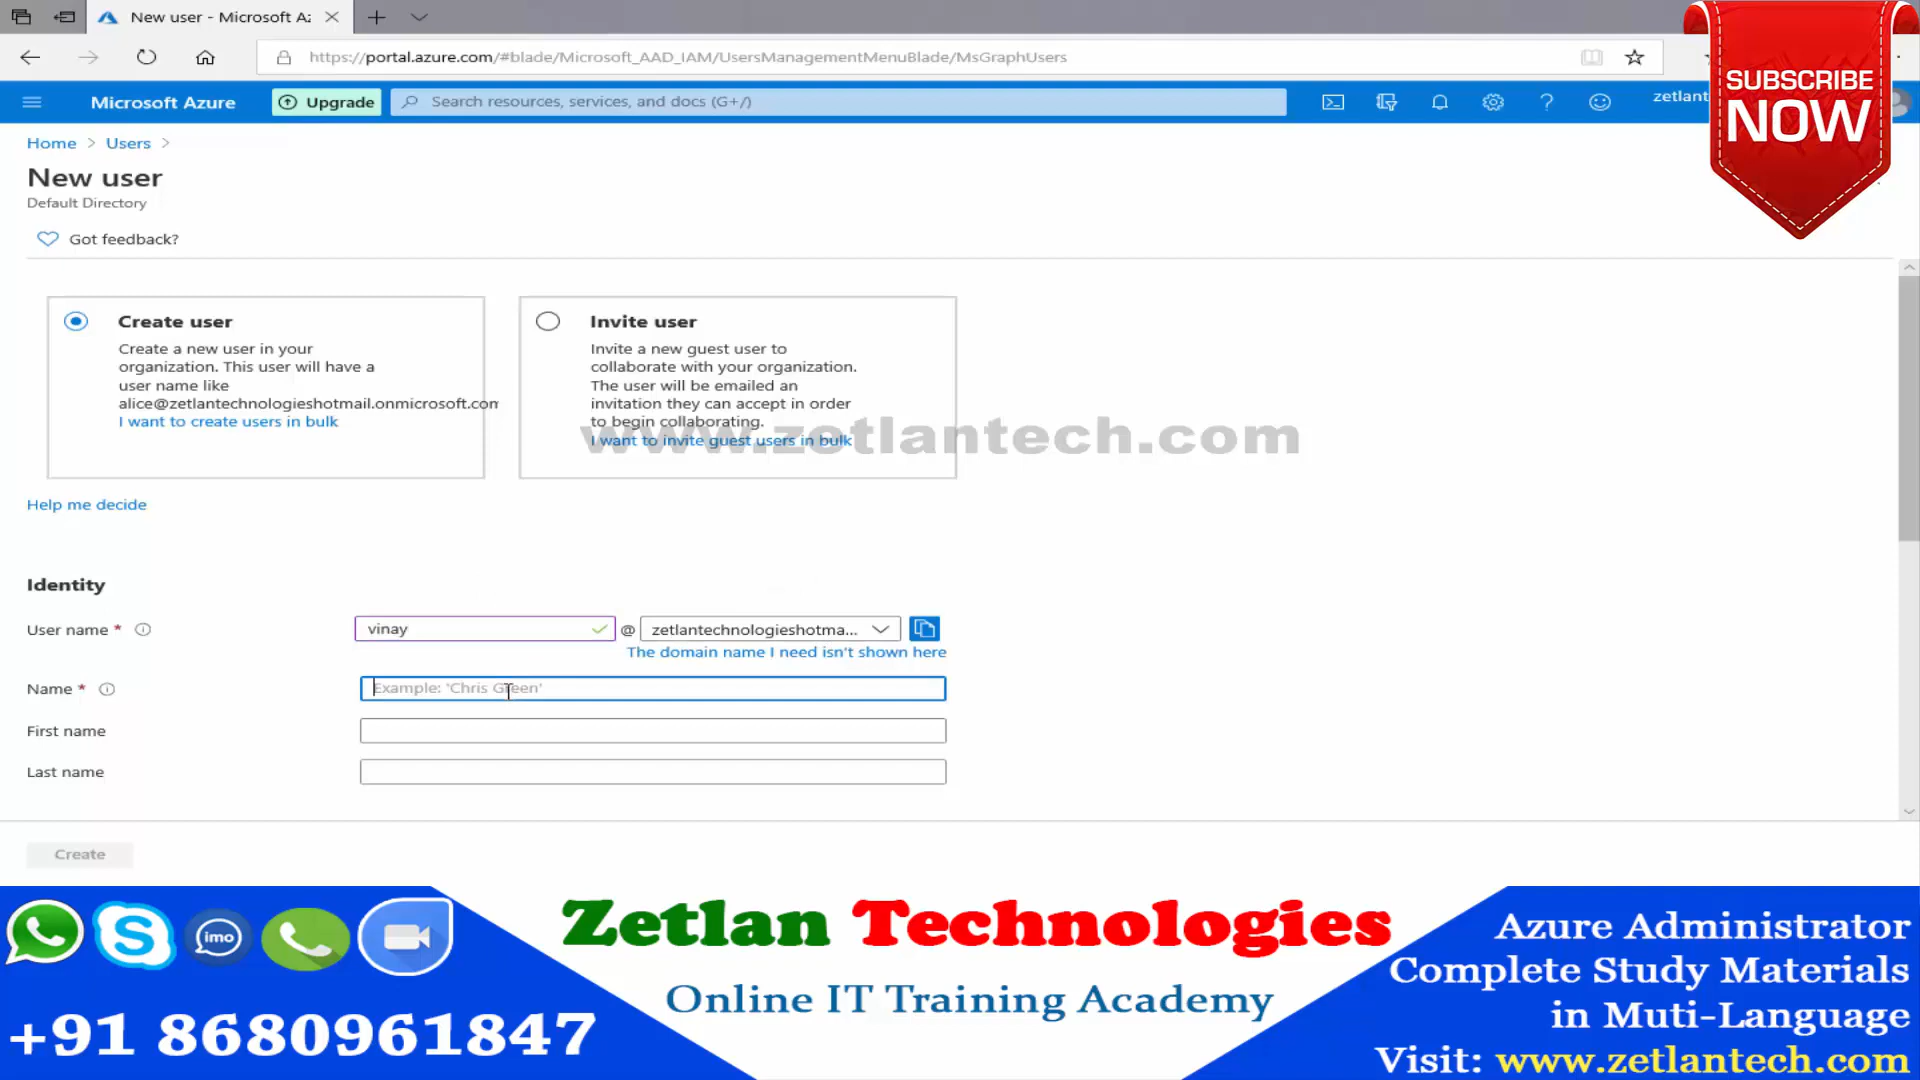 New user - Microsoft Az
https://portal.azure.com/#blade/Microsoft_AAD_IAM/UsersManagementMenuBlade/MsGraphUsers
Microsoft Azure
Upgrade
Search resources, services, and docs (G+/)
zetlant
SUBSCRIBE
NOW
Home > Users >
New user
Default Directory
Got feedback?
Create user
Create a new user in your
organization. This user will have a
user name like
alice@zetlantechnologieshotmail.onmicrosoft.com
I want to create users in bulk
Invite user
Invite a new guest user to
collaborate with your organization.
The user will be emailed an
invitation they can accept in order
to begin collaborating.
I want to invite guest users in bulk
www.zetlantech.com
Help me decide
Identity
User name *
vinay
@
zetlantechnologieshotma...
The domain name I need isn't shown here
Name *
Example: 'Chris Green'
First name
Last name
Create
imo
+91 8680961847
Zetlan Technologies
Online IT Training Academy
Azure Administrator
Complete Study Materials
in Muti-Language
Visit: www.zetlantech.com